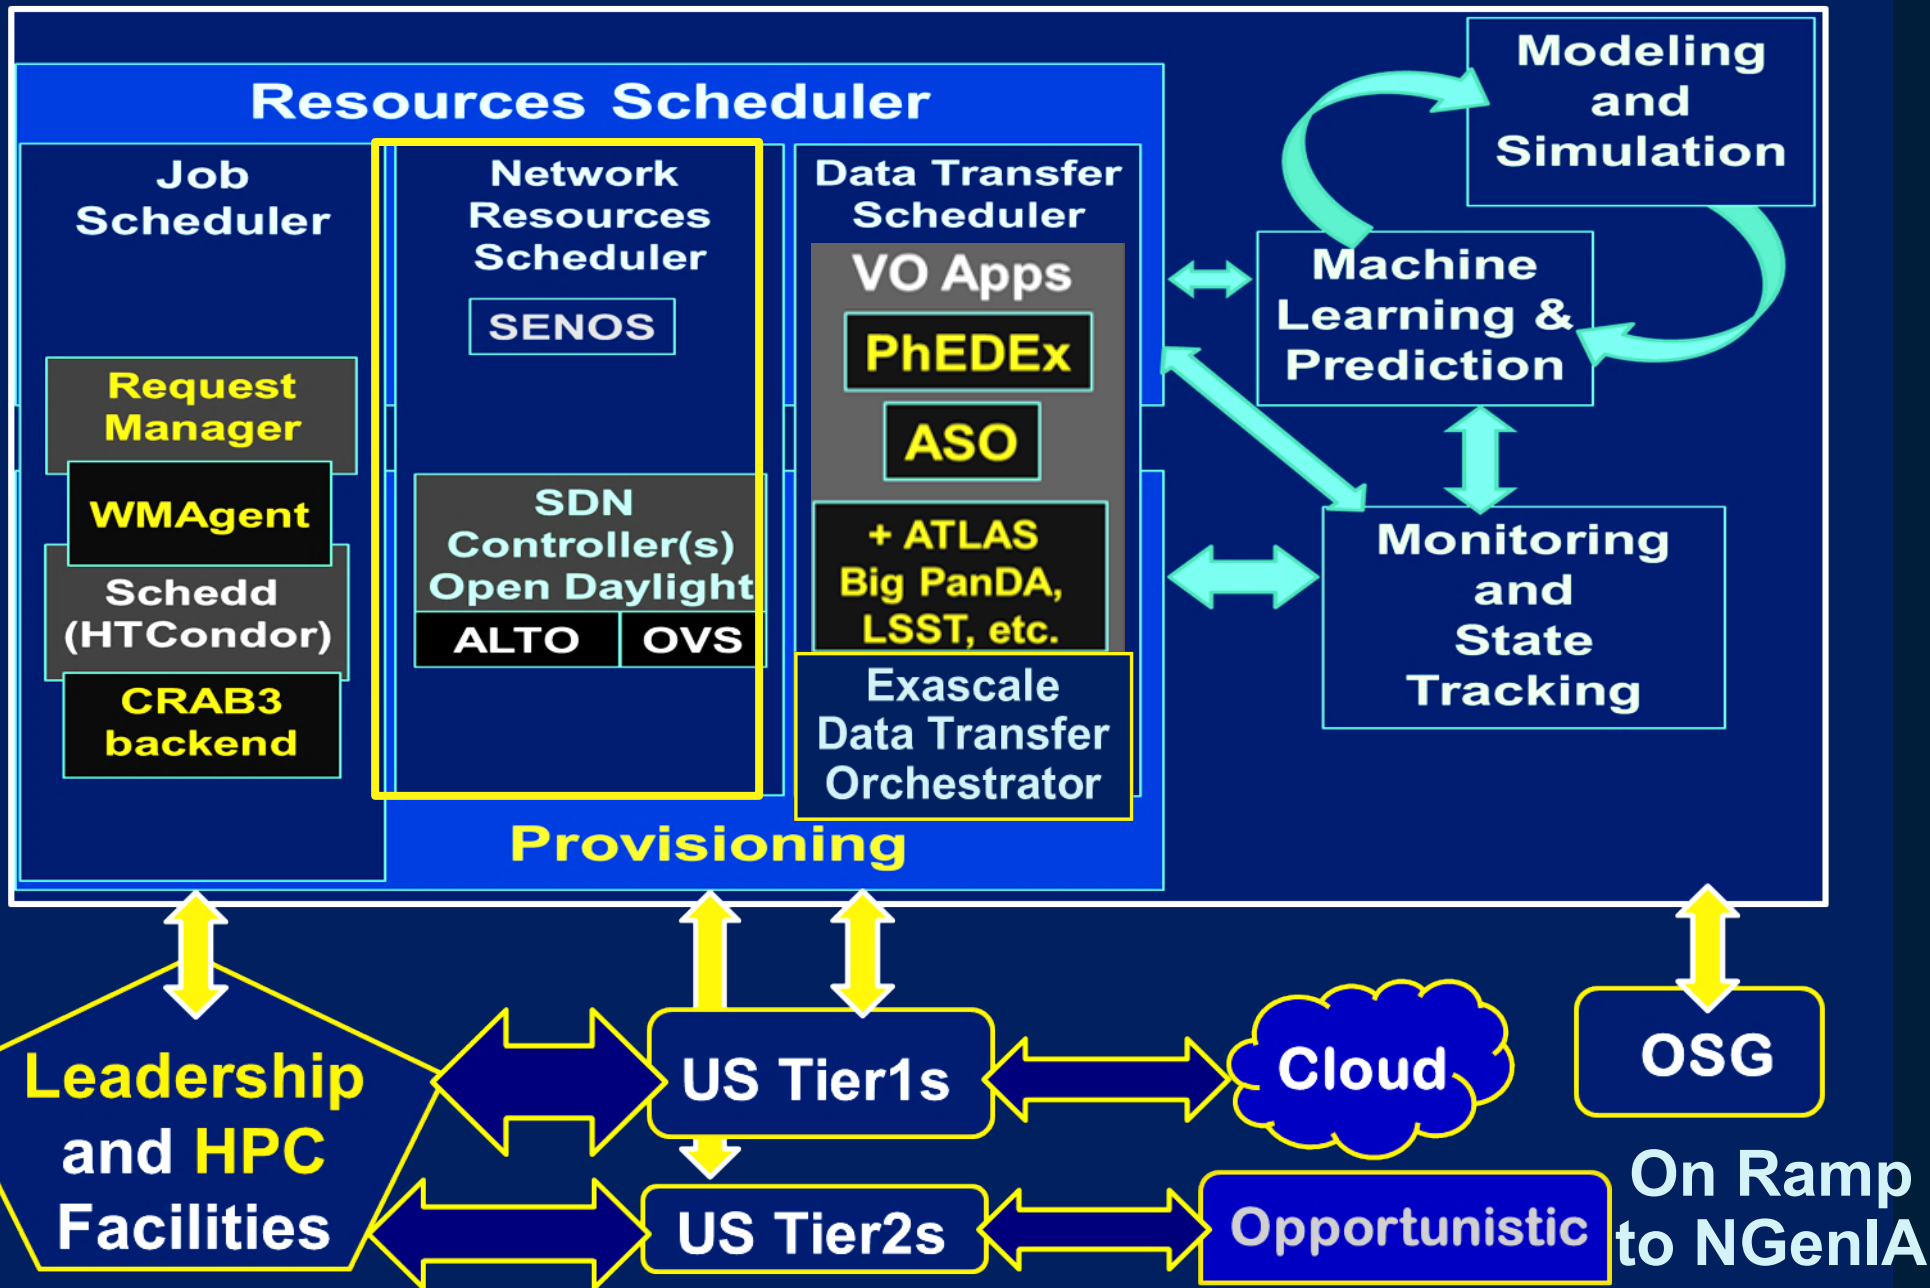 Resources Scheduler
Job
Scheduler
Request
Manager
WMAgent
Schedd
(HTCondor)
CRAB3
backend
Network
Resources
Scheduler
SENOS
SDN
Controller(s)
Open Daylight
ALTO
OVS
Data Transfer
Scheduler
VO Apps
PhEDEx
ASO
+ ATLAS
Big PanDA,
LSST, etc.
Exascale
Data Transfer
Orchestrator
Provisioning
Modeling
and
Simulation
Machine
Learning &
Prediction
Monitoring
and
State
Tracking
Leadership
and HPC
Facilities
US Tier1s
US Tier2s
Cloud
Opportunistic
OSG
On Ramp
to NGenIA